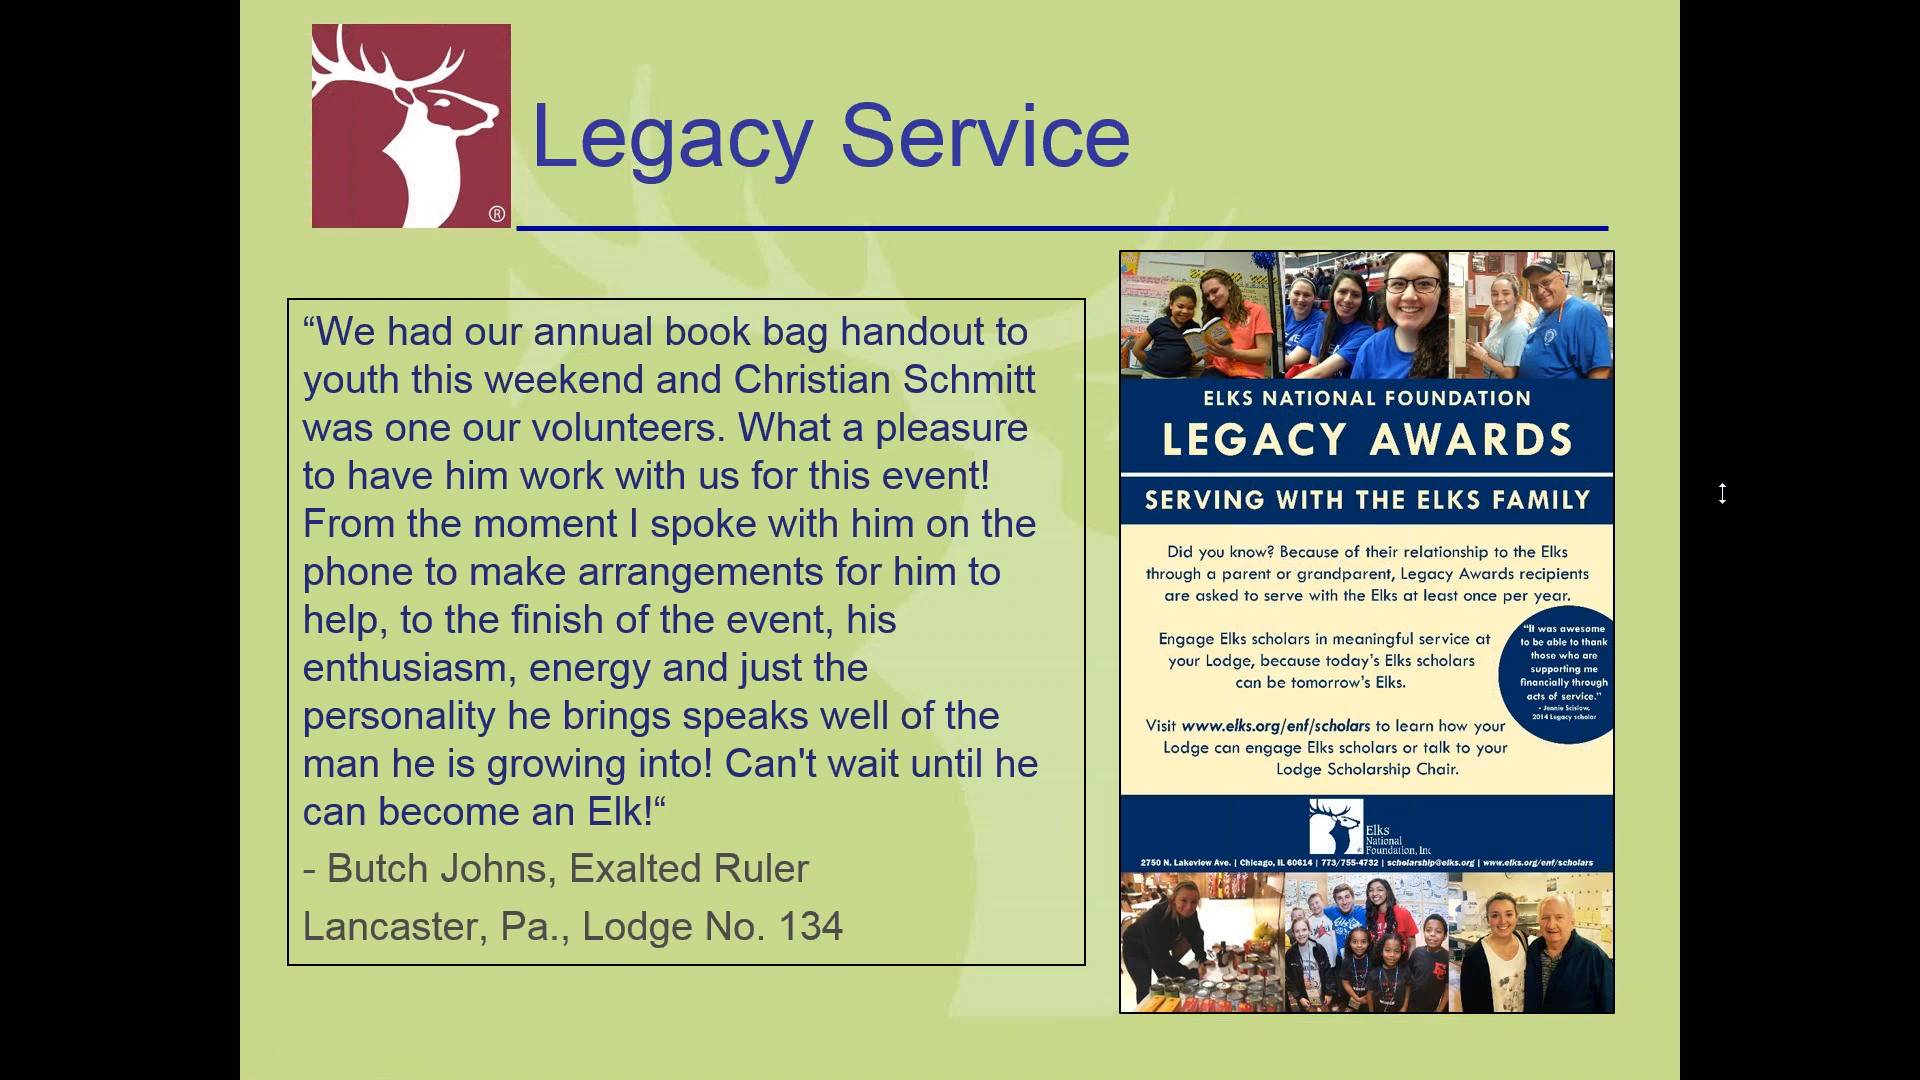 ®
Legacy Service
“We had our annual book bag handout to
youth this weekend and Christian Schmitt
was one our volunteers. What a pleasure
to have him work with us for this event!
From the moment I spoke with him on the
phone to make arrangements for him to
help, to the finish of the event, his
enthusiasm, energy and just the
personality he brings speaks well of the
man he is growing into! Can't wait until he
can become an Elk!“
- Butch Johns, Exalted Ruler
Lancaster, Pa., Lodge No. 134
ELKS NATIONAL FOUNDATION
LEGACY AWARDS
SERVING WITH THE ELKS FAMILY
Did you know? Because of their relationship to the Elks
through a parent or grandparent, Legacy Awards recipients
are asked to serve with the Elks at least once per year.
Engage Elks scholars in meaningful service at
your Lodge, because today’s Elks scholars
can be tomorrow’s Elks.
“It was awesome
to be able to thank
those who are
supporting me
financially through
acts of service.”
- Jennie Scislow,
2014 Legacy scholar
Visit www.elks.org/enf/scholars to learn how your
Lodge can engage Elks scholars or talk to your
Lodge Scholarship Chair.
Elks
National
Foundation, Inc
2750 N. Lakeview Ave. | Chicago, IL 60614 | 773/755-4732 | scholarship@elks.org | www.elks.org/enf/scholars